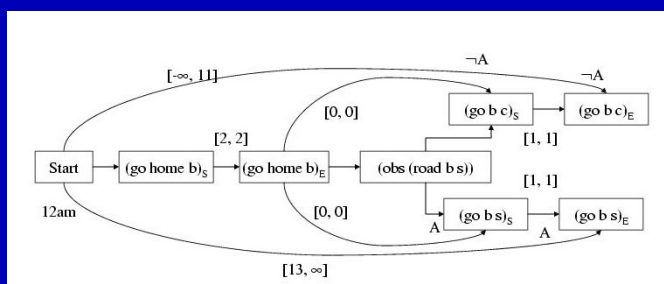 ¬A
[-∞, 11]
¬A
[0, 0]
(go b c)S
(go b c)E
[2, 2]
[1, 1]
Start
(go home b)S
(go home b)E
(obs (road b s))
[1, 1]
12am
[0, 0]
A
(go b s)S
A
(go b s)E
[13, ∞]